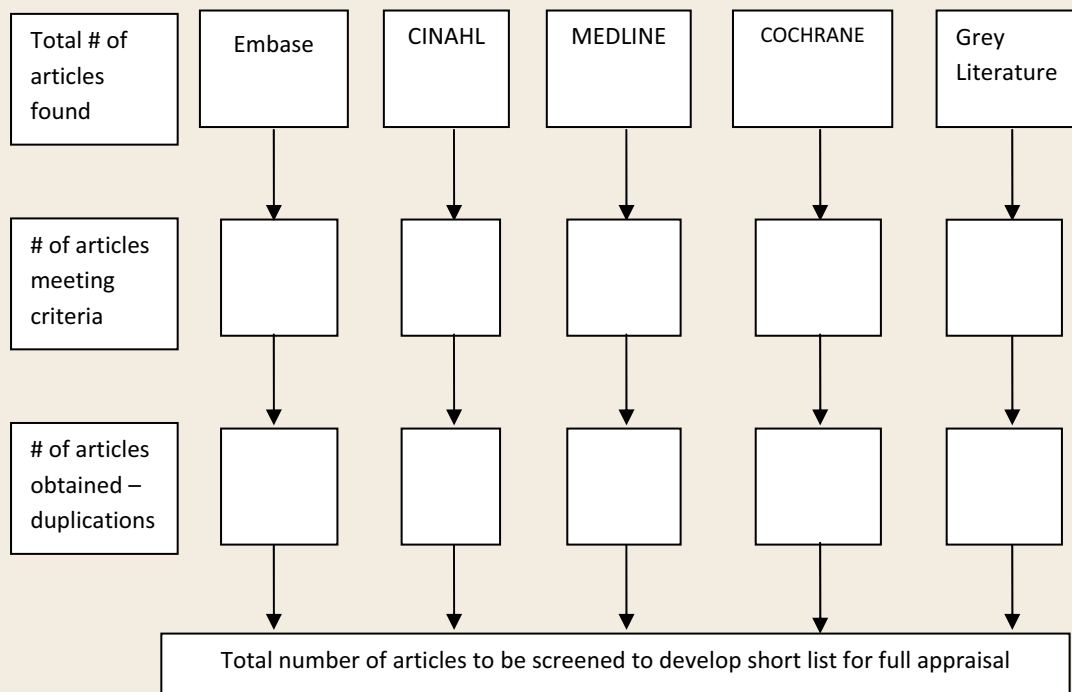 Total # of
articles
found
Embase
CINAHL
MEDLINE
COCHRANE
Grey
Literature
# of articles
meeting
criteria
# of articles
obtained –
duplications
Total number of articles to be screened to develop short list for full appraisal